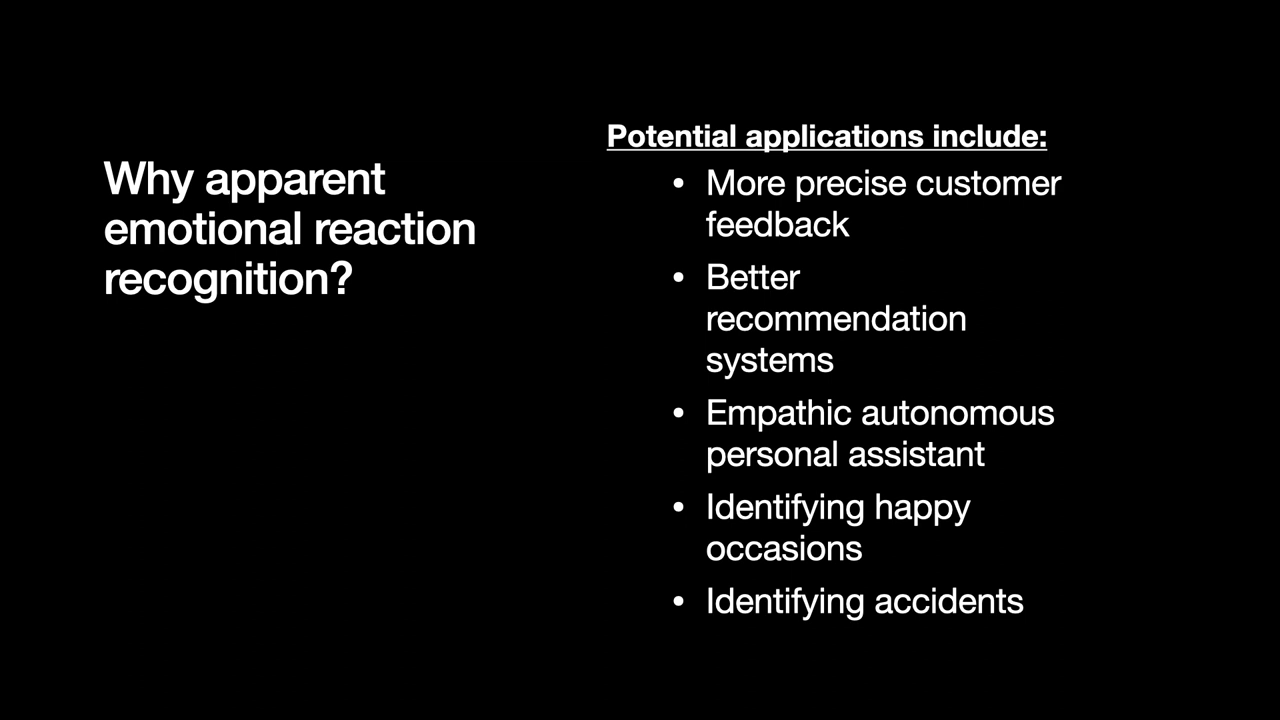 Why apparent
emotional reaction
recognition?
Potential applications include:
• More precise customer
feedback
• Better
recommendation
systems
• Empathic autonomous
personal assistant
• Identifying happy
occasions
• Identifying accidents